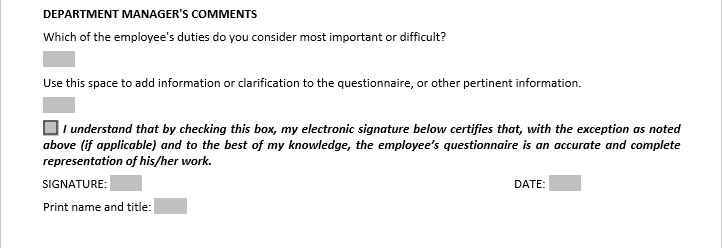 DEPARTMENT MANAGER'S COMMENTS
Which of the employee's duties do you consider most important or difficult?
Use this space to add information or clarification to the questionnaire, or other pertinent information.
I understand that by checking this box, my electronic signature below certifies that, with the exception as noted
above (if applicable) and to the best of my knowledge, the employee’s questionnaire is an accurate and complete
representation of his/her work.
SIGNATURE: DATE:
Print name and title: